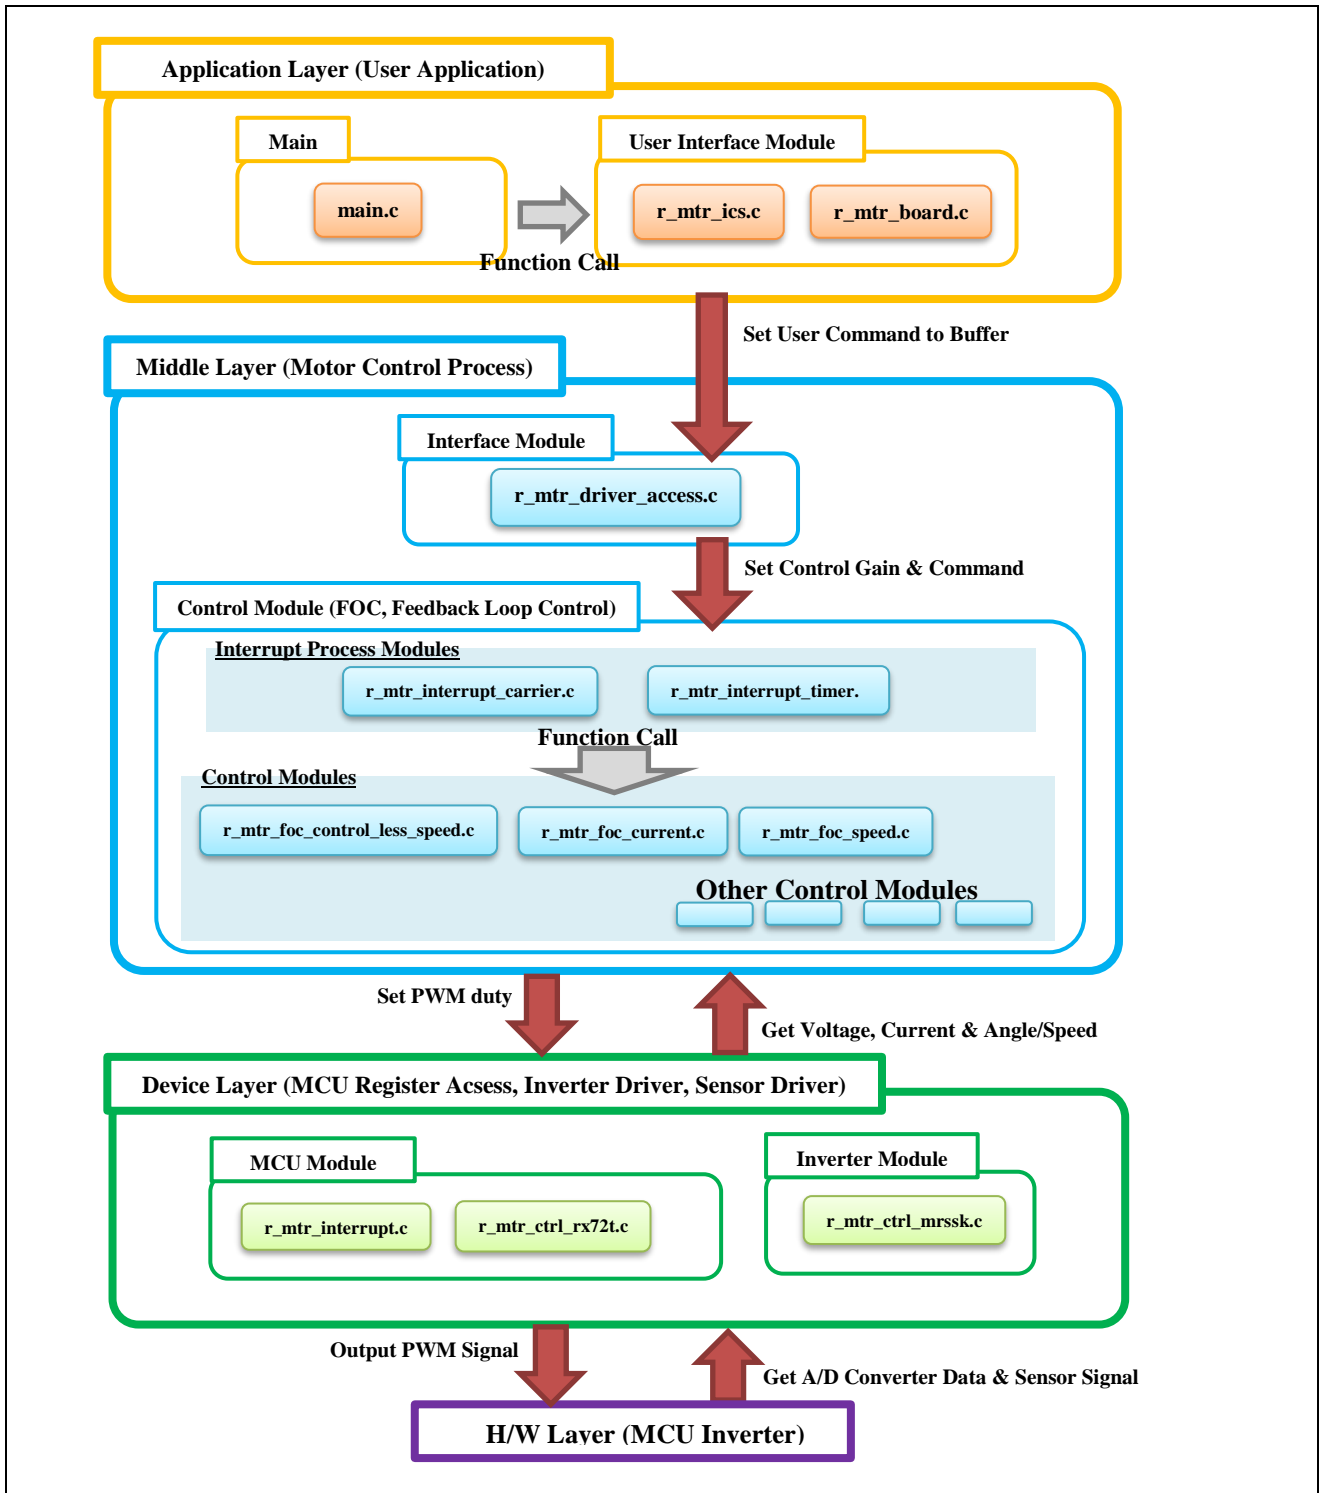 Application Layer (User Application)
Main
User Interface Module
main.c
r_mtr_ics.c
r_mtr_board.c
Function Call
Set User Command to Buffer
Middle Layer (Motor Control Process)
Interface Module
r_mtr_driver_access.c
Set Control Gain & Command
Control Module (FOC, Feedback Loop Control)
Interrupt Process Modules
r_mtr_interrupt_carrier.c
r_mtr_interrupt_timer.
Function Call
Control Modules
r_mtr_foc_control_less_speed.c
r_mtr_foc_current.c
r_mtr_foc_speed.c
Other Control Modules
Set PWM duty
Get Voltage, Current & Angle/Speed
Device Layer (MCU Register Acsess, Inverter Driver, Sensor Driver)
MCU Module
Inverter Module
r_mtr_interrupt.c
r_mtr_ctrl_rx72t.c
r_mtr_ctrl_mrssk.c
Output PWM Signal
Get A/D Converter Data & Sensor Signal
H/W Layer (MCU Inverter)